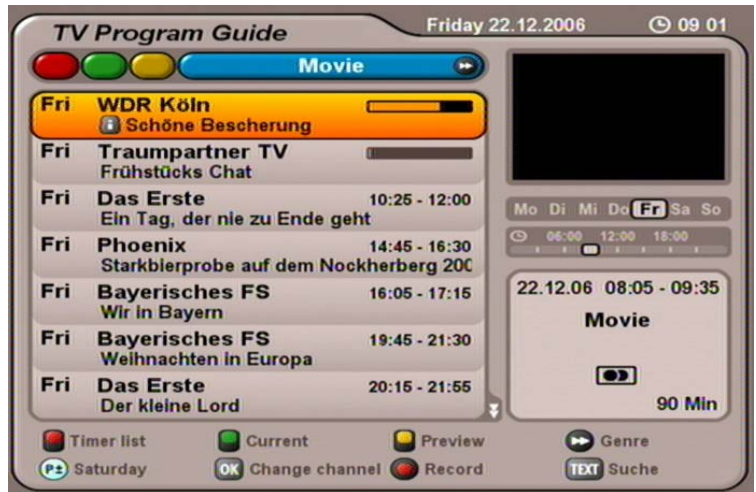 TV Program Guide
Friday 22.12.2006 09 01
Movie
Fri WDR Köln
Schöne Bescherung
Fri Traumpartner TV
Frühstücks Chat
Fri Das Erste 10:25 - 12:00
Ein Tag, der nie zu Ende geht
Fri Phoenix 14:45 - 16:30
Starkbierprobe auf dem Nockherberg 200
Fri Bayerisches FS 16:05 - 17:15
Wir in Bayern
Fri Bayerisches FS 19:45 - 21:30
Weihnachten in Europa
Fri Das Erste 20:15 - 21:55
Der kleine Lord
Mo Di Mi Do Fr Sa So
06:00 12:00 18:00
22.12.06 08:05 - 09:35
Movie
90 Min
Timer list Current Preview Genre
P± Saturday OK Change channel Record TEXT Suche